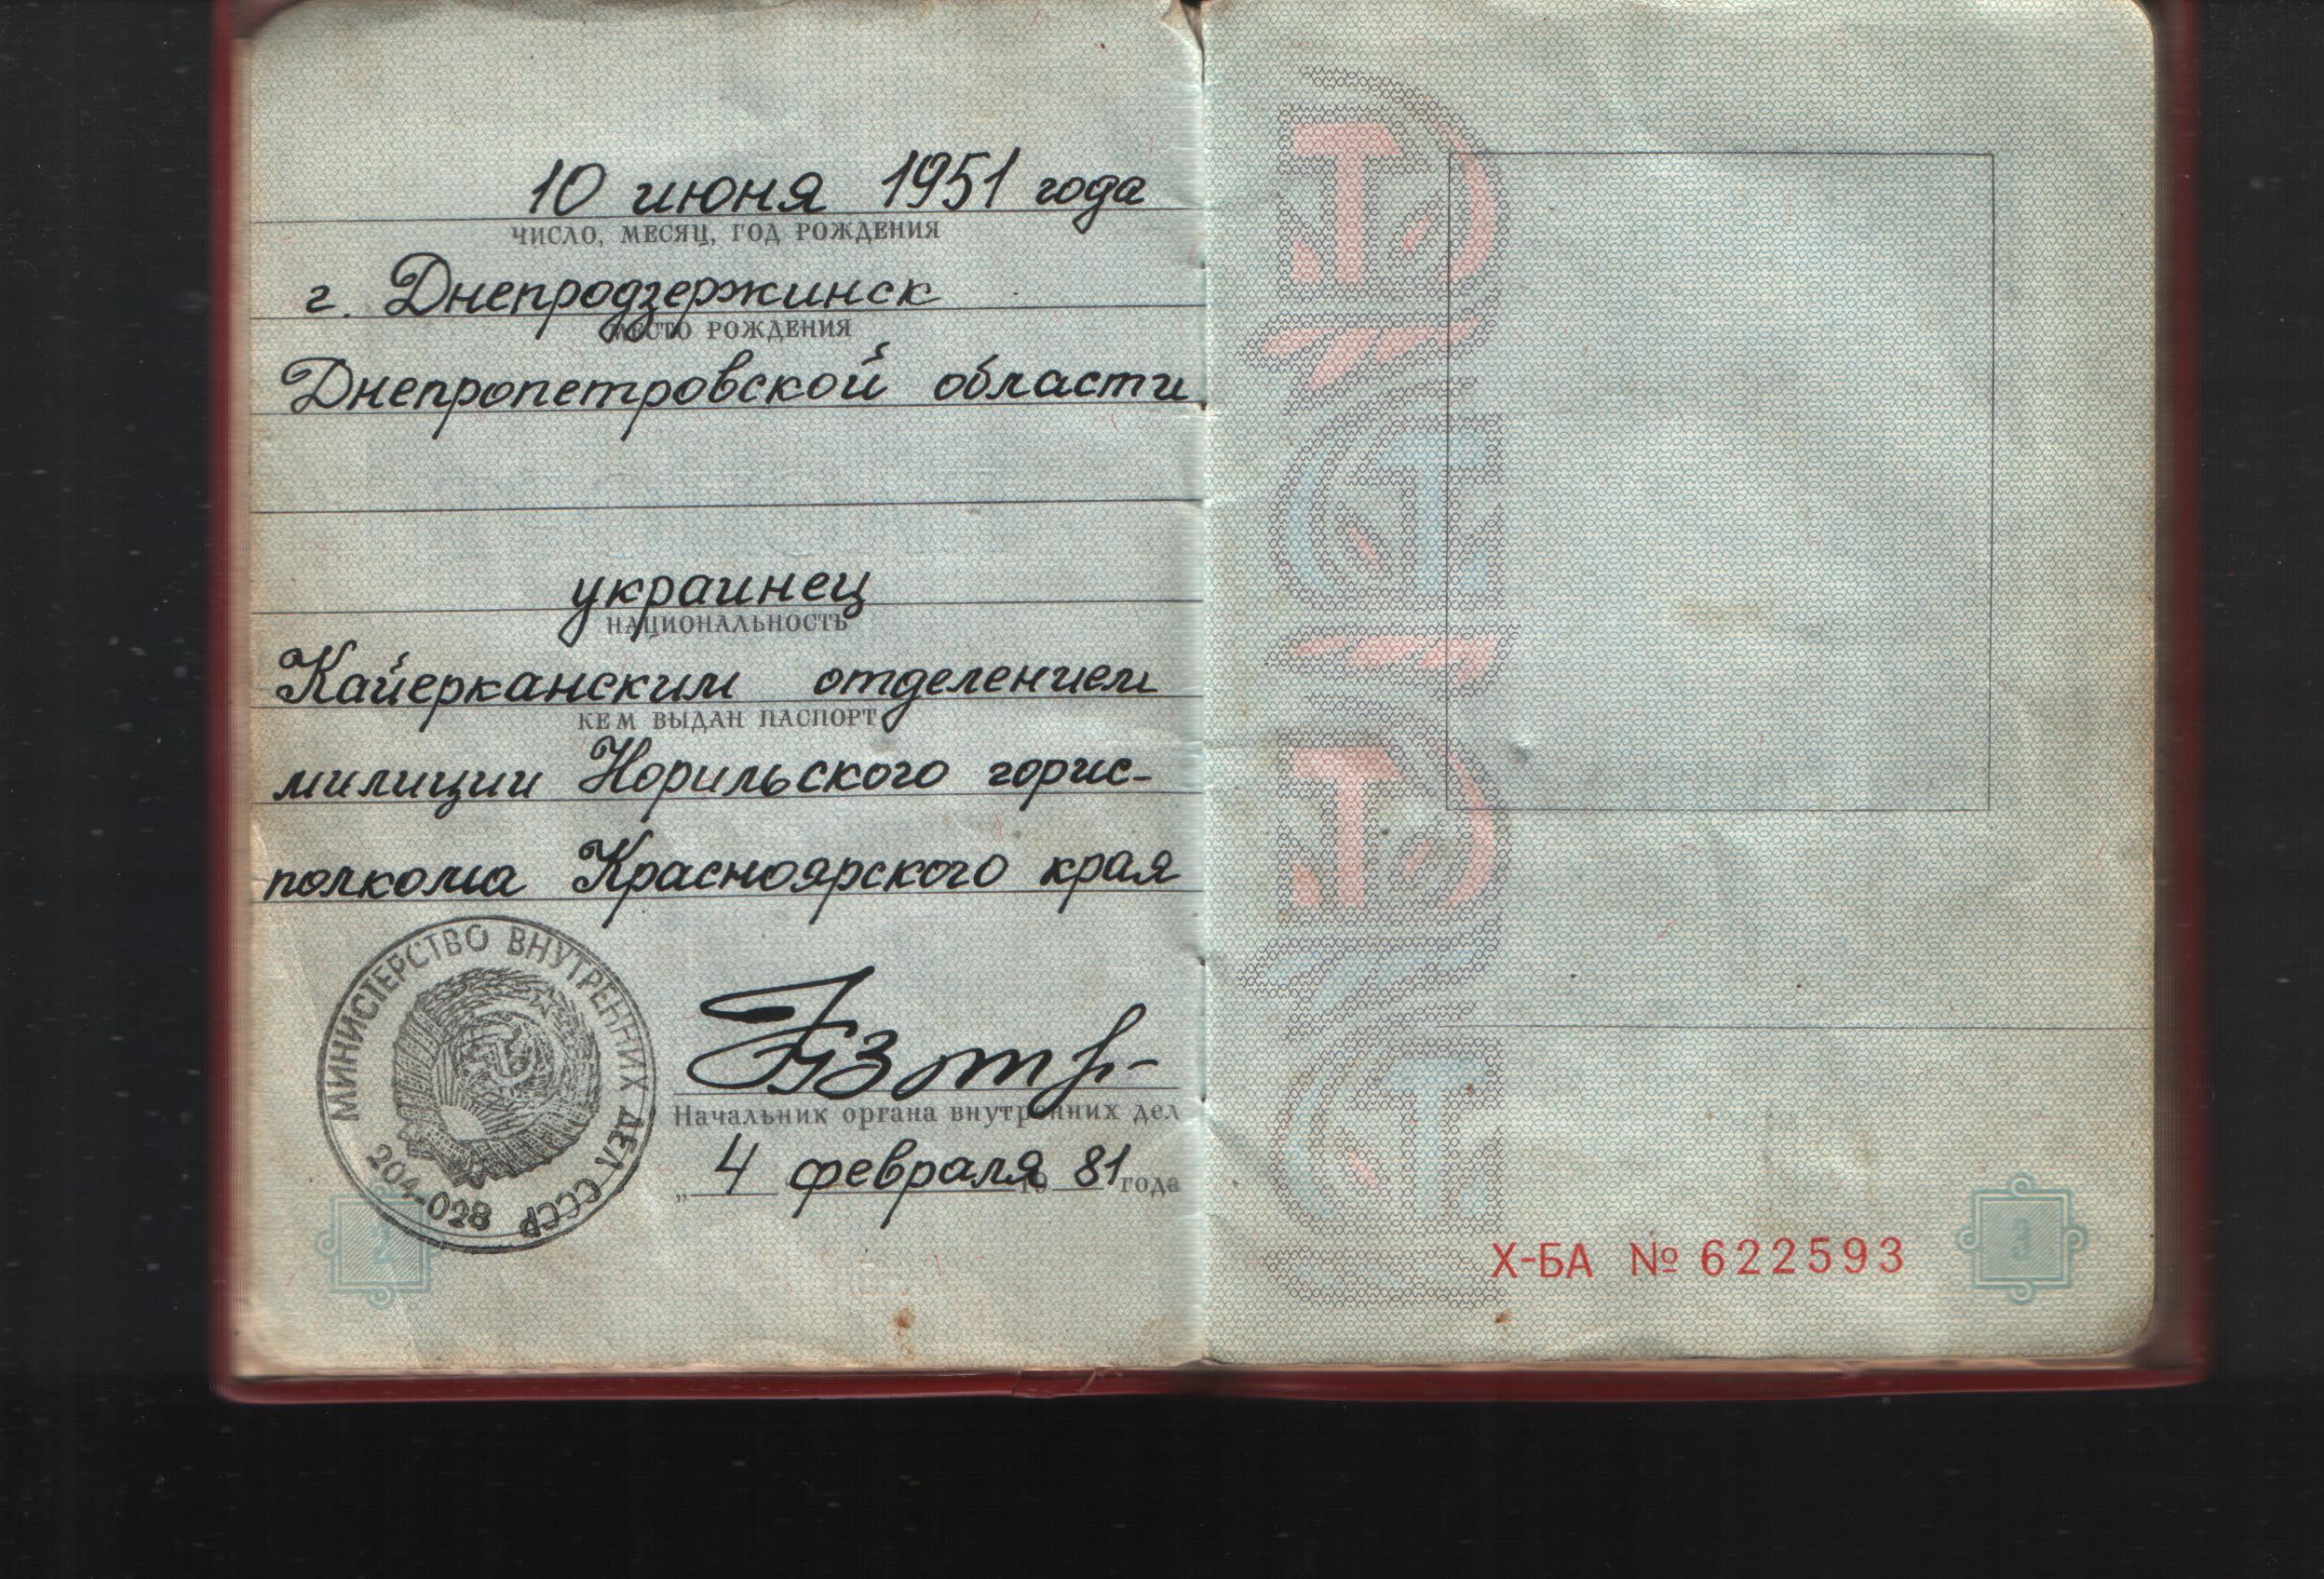 10 июня 1951 года
ЧИСЛО, МЕСЯЦ, ГОД РОЖДЕНИЯ
г. Днепродзержинск
МЕСТО РОЖДЕНИЯ
Днепропетровской области
украинец
НАЦИОНАЛЬНОСТЬ
Кайерканским отделением
КЕМ ВЫДАН ПАСПОРТ
милиции Норильского горис-
полкома Красноярского края
МИНИСТЕРСТВО ВНУТРЕННИХ ДЕЛ СССР
204-028
Начальник органа внутренних дел
„ 4 февраля 19 81 года
2
Х-БА № 622593
3